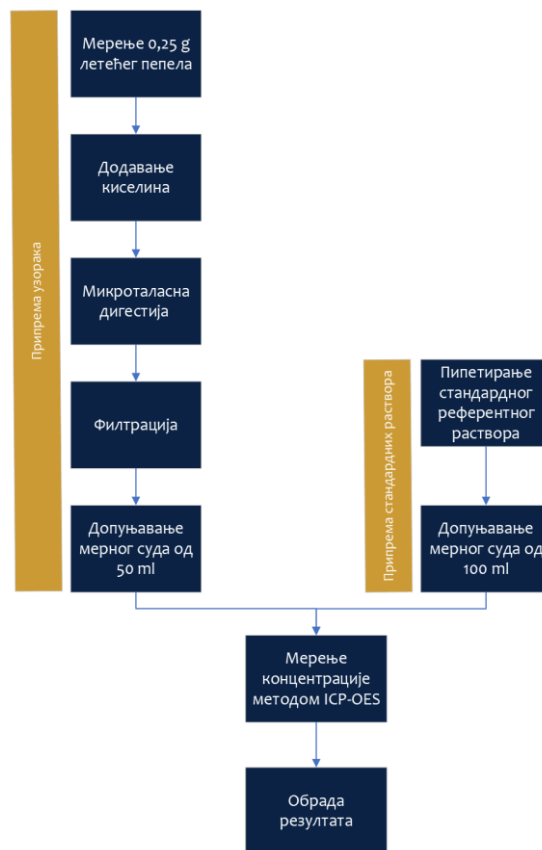 Припрема узорака
Мерење 0,25 g
летећег пепела
Додавање
киселина
Микроталасна
дигестија
Филтрација
Допуњавање
мерног суда од
50 ml
Припрема стандардних раствора
Пипетирање
стандардног
референтног
раствора
Допуњавање
мерног суда од
100 ml
Мерење
концентрације
методом ICP-OES
Обрада
резултата